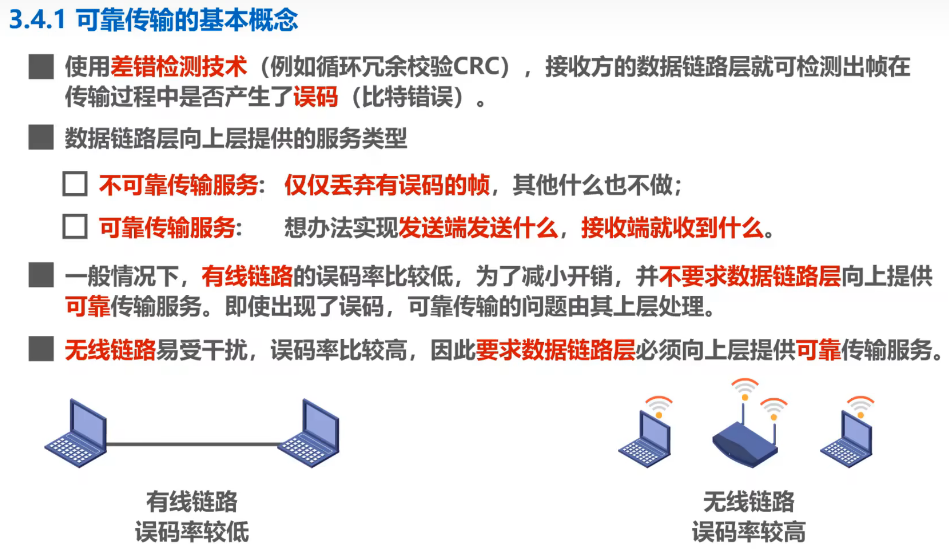 3.4.1 可靠传输的基本概念
使用差错检测技术（例如循环冗余校验CRC），接收方的数据链路层就可检测出帧在
传输过程中是否产生了误码（比特错误）。
数据链路层向上层提供的服务类型
不可靠传输服务： 仅仅丢弃有误码的帧，其他什么也不做；
可靠传输服务： 想办法实现发送端发送什么，接收端就收到什么。
一般情况下，有线链路的误码率比较低，为了减小开销，并不要求数据链路层向上提供
可靠传输服务。即使出现了误码，可靠传输的问题由其上层处理。
无线链路易受干扰，误码率比较高，因此要求数据链路层必须向上层提供可靠传输服务。
有线链路
误码率较低
无线链路
误码率较高